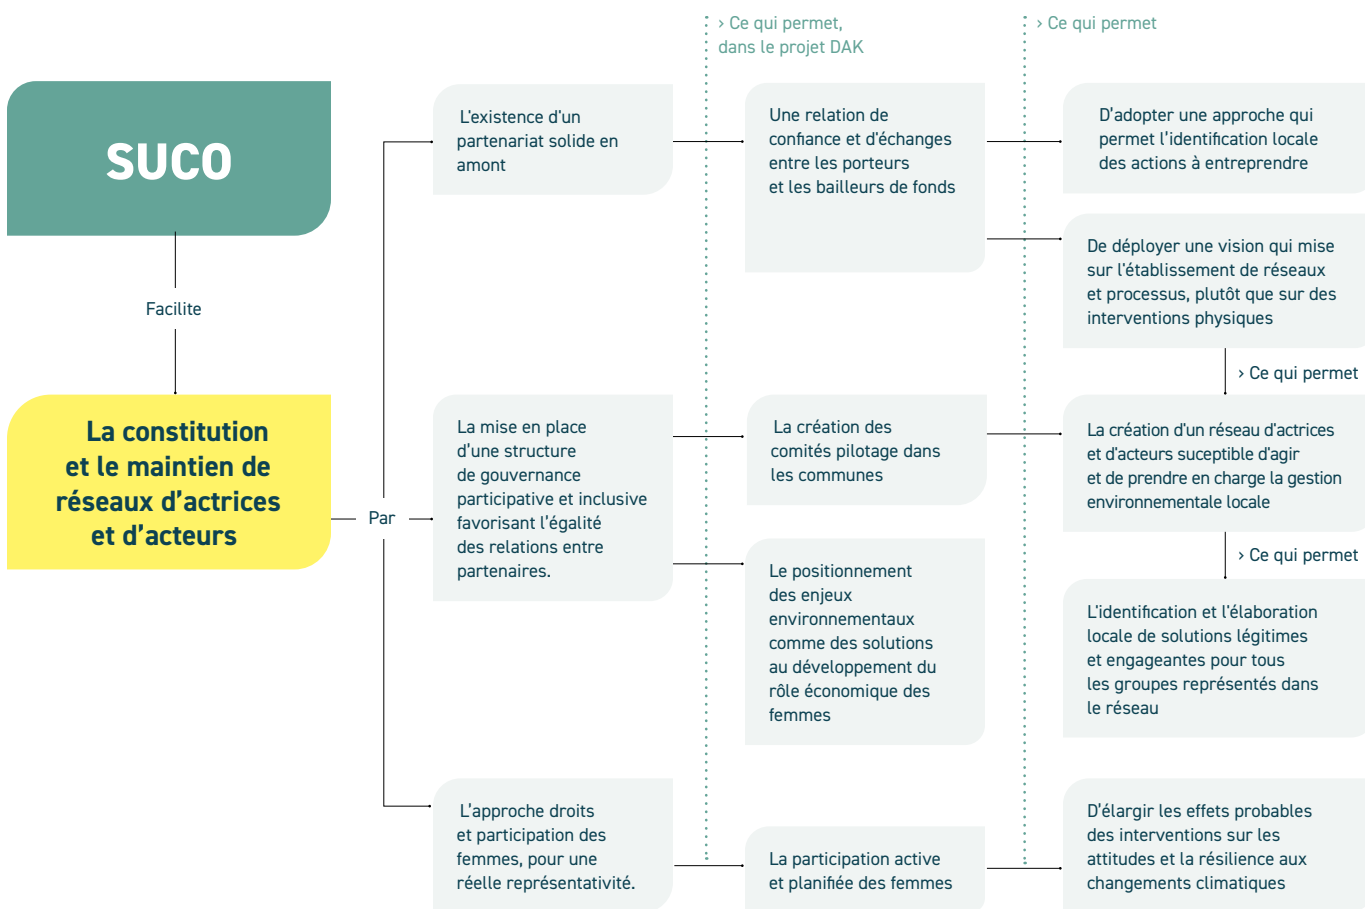 SUCO
Facilite
La constitution
et le maintien de
réseaux d'actrices
et d'acteurs
Par
L'existence d'un
partenariat solide en
amont
La mise en place
d'une structure
de gouvernance
participative et inclusive
favorisant l'égalité
des relations entre
partenaires.
L'approche droits
et participation des
femmes, pour une
réelle représentativité.
› Ce qui permet,
dans le projet DAK
Une relation de
confiance et d'échanges
entre les porteurs
et les bailleurs de fonds
La création des
comités pilotage dans
les communes
Le positionnement
des enjeux
environnementaux
comme des solutions
au développement du
rôle économique des
femmes
La participation active
et planifiée des femmes
› Ce qui permet
D'adopter une approche qui
permet l'identification locale
des actions à entreprendre
De déployer une vision qui mise
sur l'établissement de réseaux
et processus, plutôt que sur des
interventions physiques
› Ce qui permet
La création d'un réseau d'actrices
et d'acteurs suceptible d'agir
et de prendre en charge la gestion
environnementale locale
› Ce qui permet
L'identification et l'élaboration
locale de solutions légitimes
et engageantes pour tous
les groupes représentés dans
le réseau
D'élargir les effets probables
des interventions sur les
attitudes et la résilience aux
changements climatiques